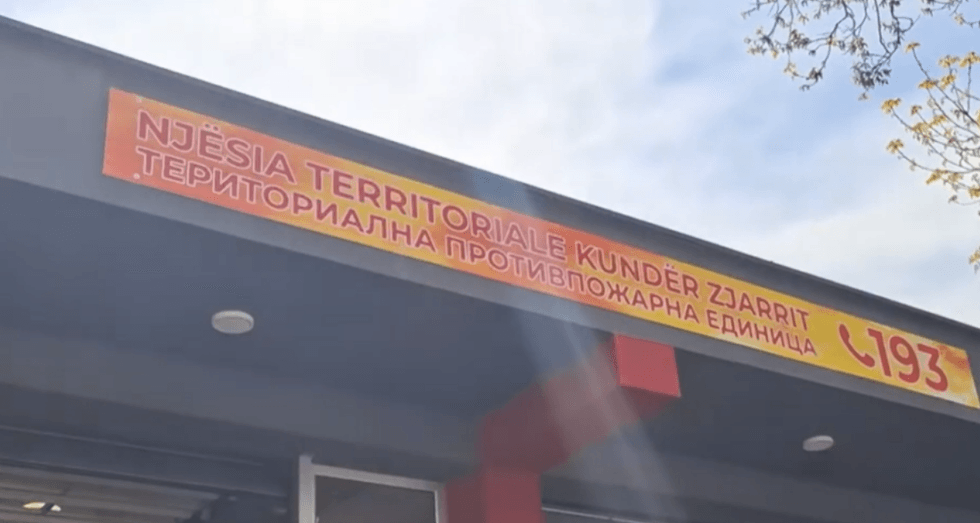 NJËSIA TERRITORIALE KUNDËR ZJARRIT
ТЕРИТОРИАЛНА ПРОТИВПОЖАРНА ЕДИНИЦА
193